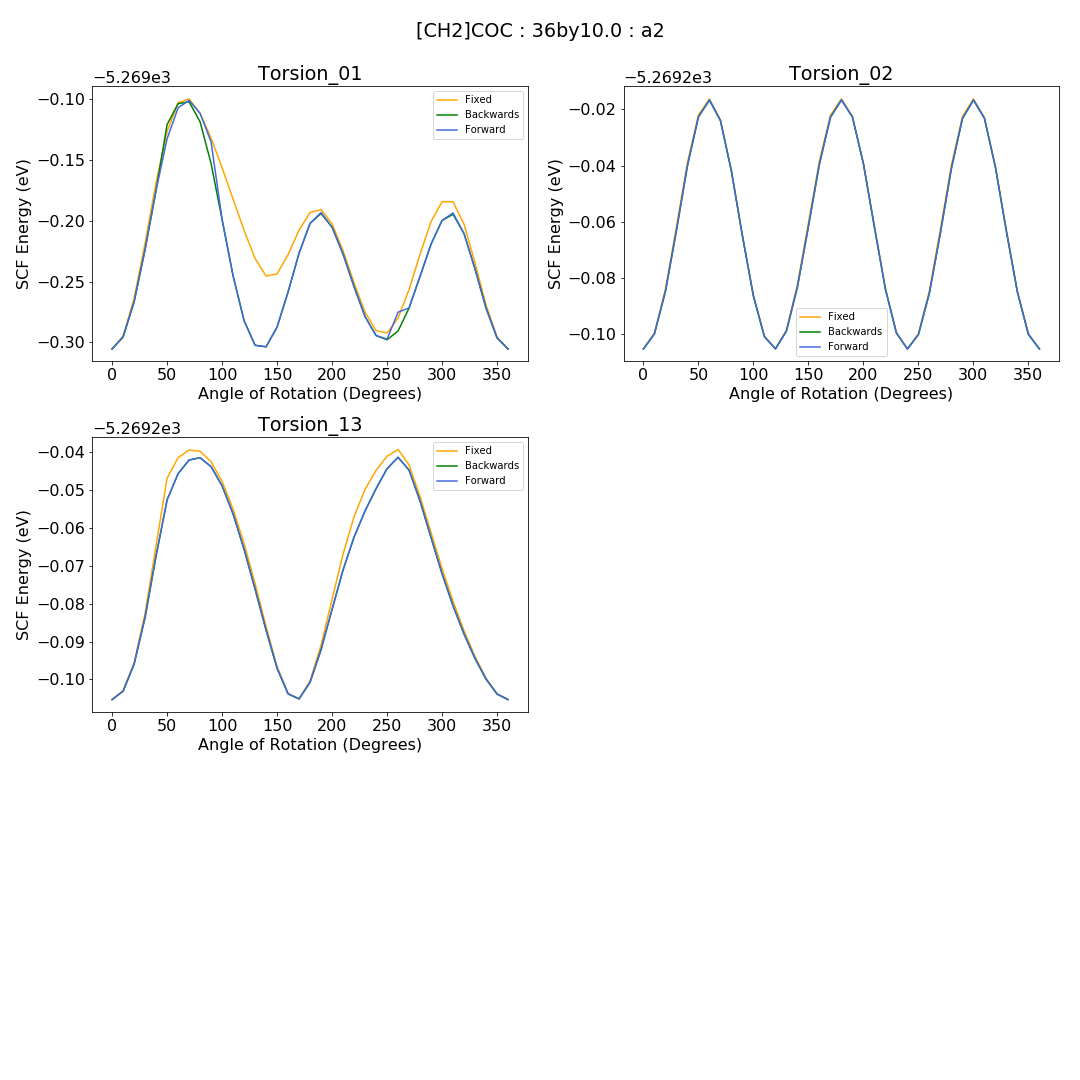 [CH2]COC : 36by10.0 : a2
−5.269e3
Torsion_01
Fixed
Backwards
Forward
−0.10
−0.15
−0.20
−0.25
−0.30
SCF Energy (eV)
0 50 100 150 200 250 300 350
Angle of Rotation (Degrees)
−5.2692e3
Torsion_02
−0.02
−0.04
−0.06
−0.08
−0.10
SCF Energy (eV)
Fixed
Backwards
Forward
0 50 100 150 200 250 300 350
Angle of Rotation (Degrees)
−5.2692e3
Torsion_13
Fixed
Backwards
Forward
−0.04
−0.05
−0.06
−0.07
−0.08
−0.09
−0.10
SCF Energy (eV)
0 50 100 150 200 250 300 350
Angle of Rotation (Degrees)